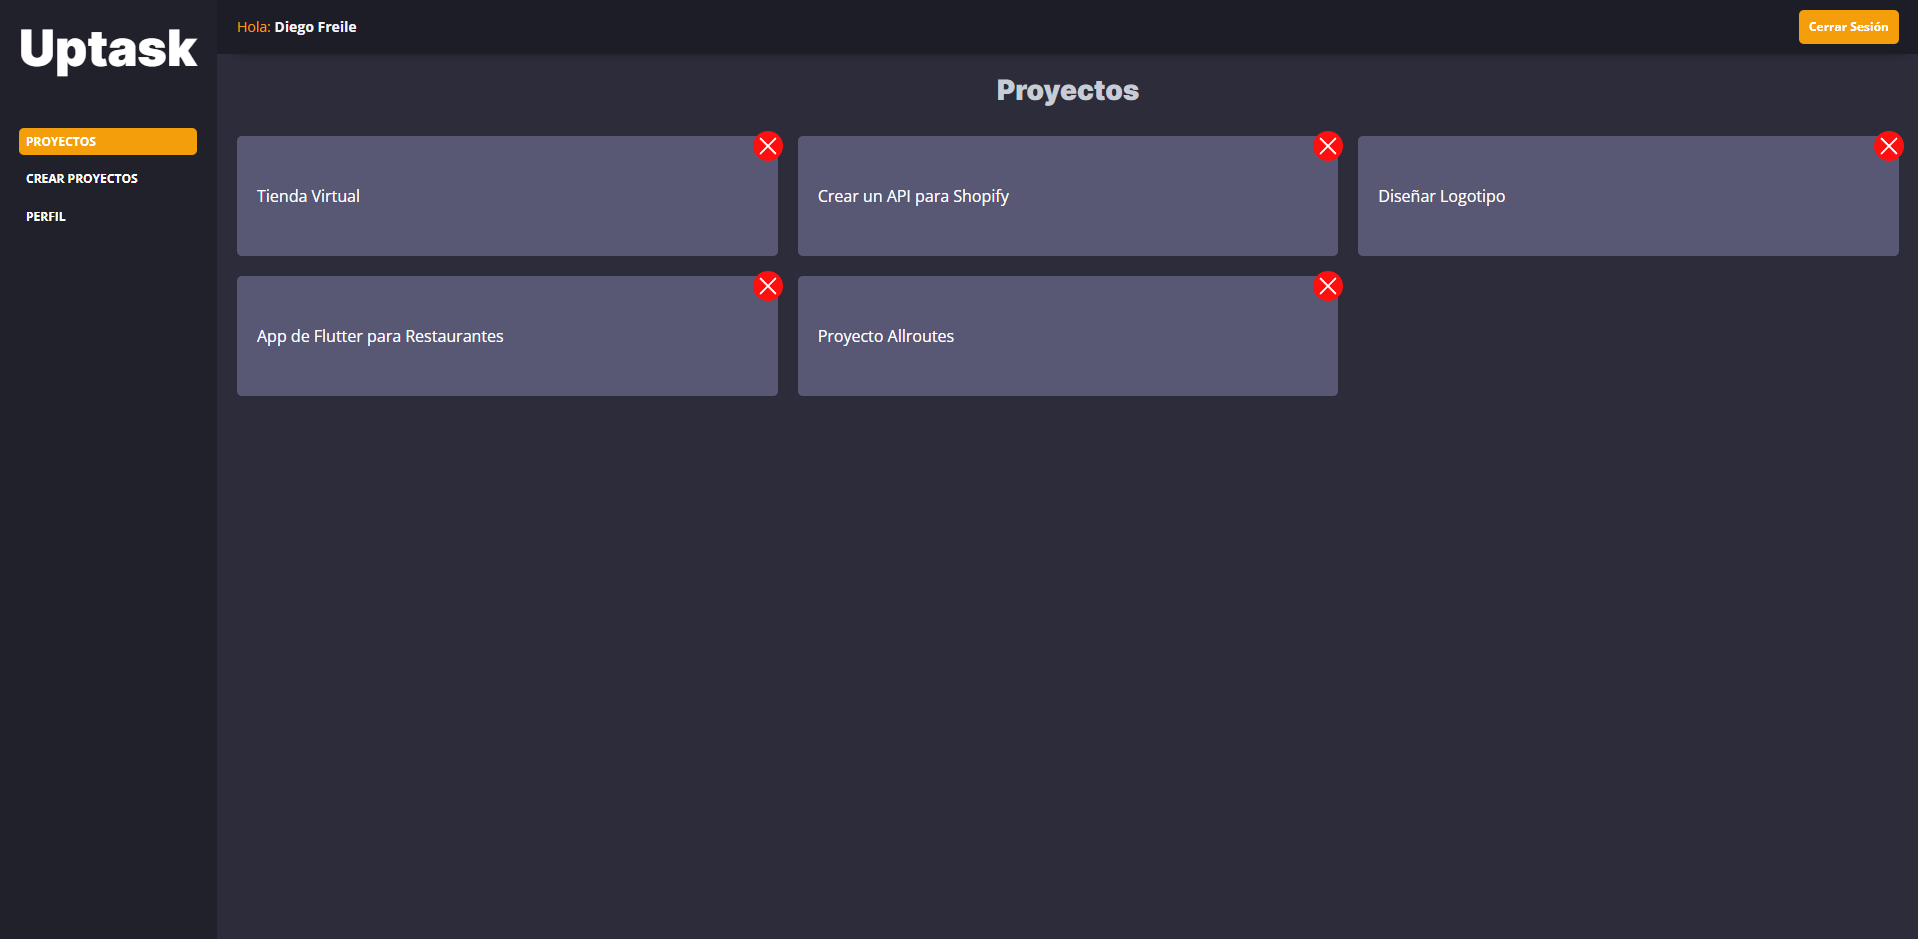 Uptask
Hola: Diego Freile
Cerrar Sesión
PROYECTOS
CREAR PROYECTOS
PERFIL
Proyectos
Tienda Virtual
Crear un API para Shopify
Diseñar Logotipo
App de Flutter para Restaurantes
Proyecto Allroutes